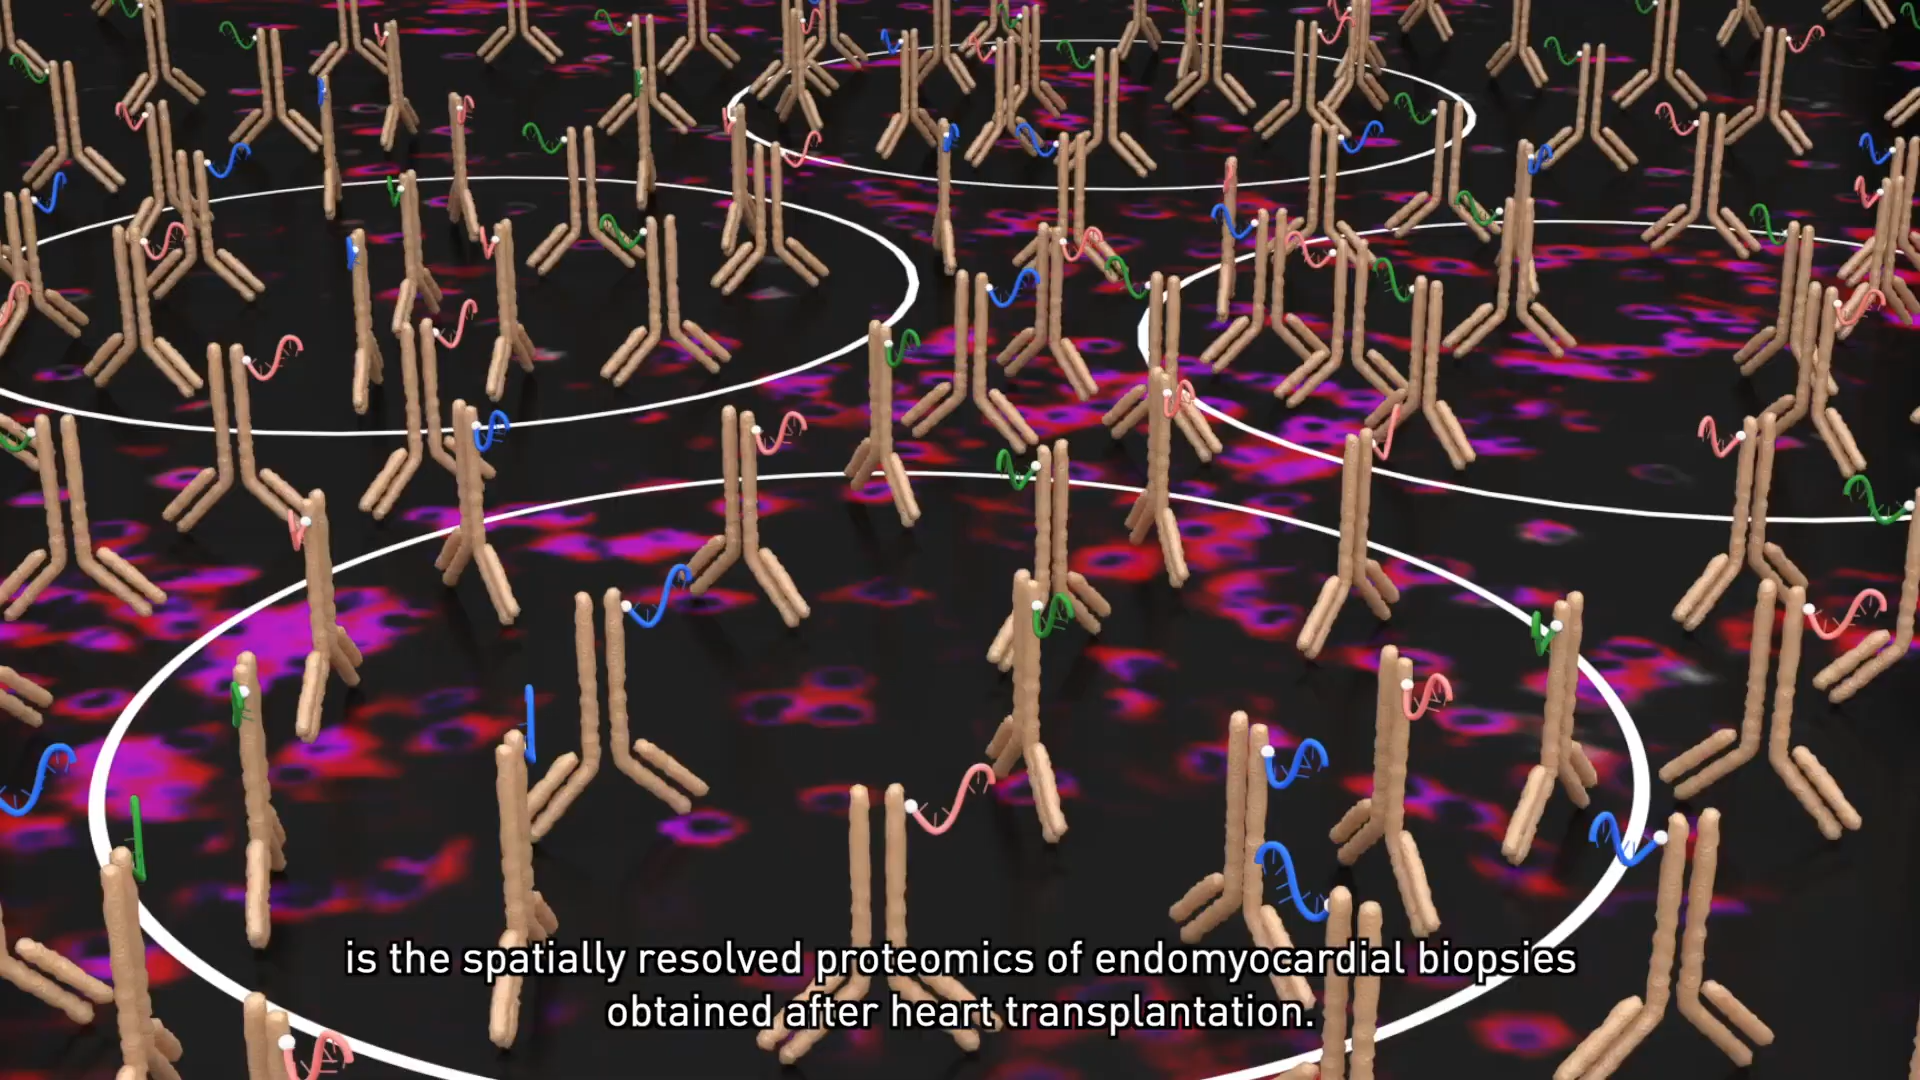 is the spatially resolved proteomics of endomyocardial biopsies
obtained after heart transplantation.